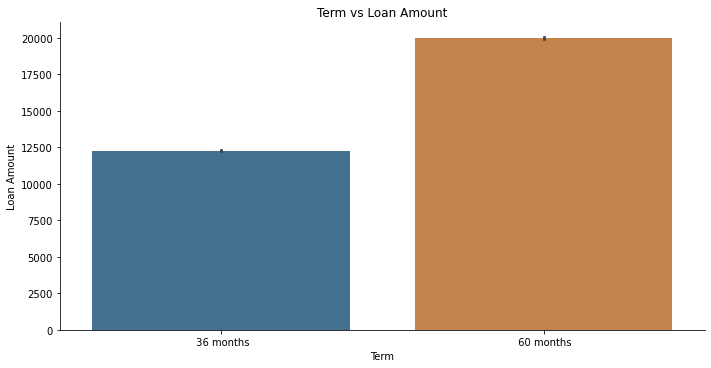 Term vs Loan Amount
20000
17500
15000
12500
10000
7500
5000
2500
0
Loan Amount
36 months
60 months
Term